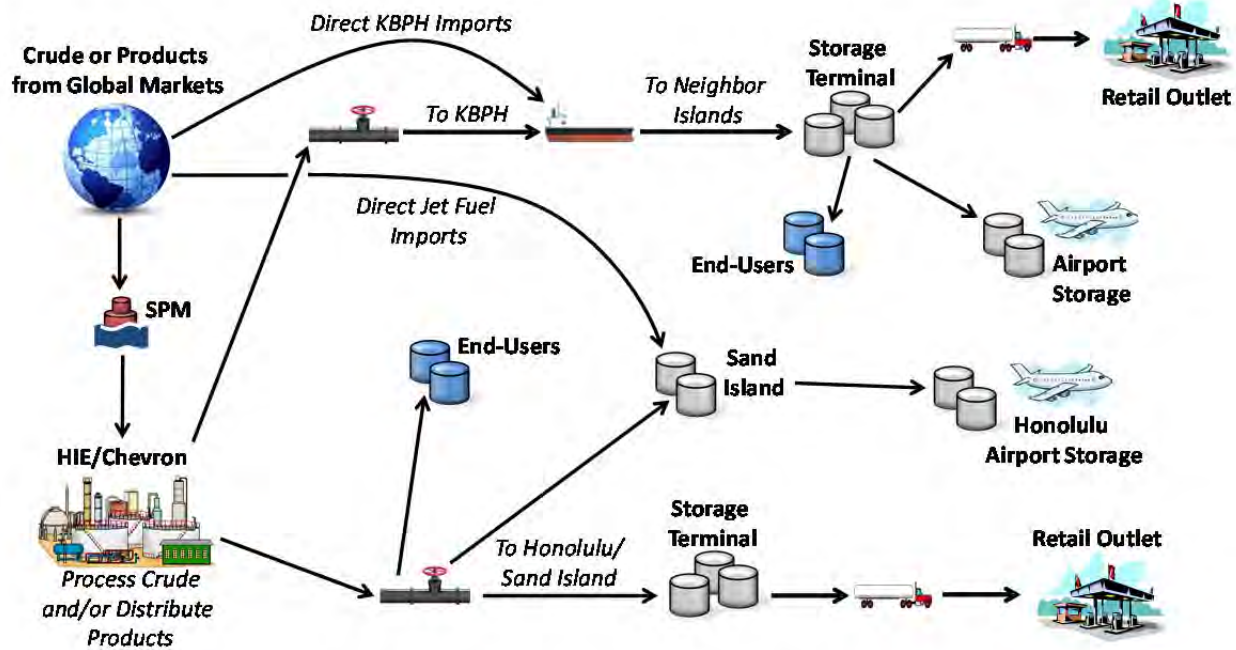 Direct KBPH Imports
Crude or Products
from Global Markets
Storage
Terminal
Retail Outlet
To KBPH
To Neighbor
Islands
Direct Jet Fuel
Imports
End-Users
Airport
Storage
SPM
End-Users
Sand
Island
Honolulu
Airport Storage
HIE/Chevron
Process Crude
and/or Distribute
Products
To Honolulu/
Sand Island
Storage
Terminal
Retail Outlet